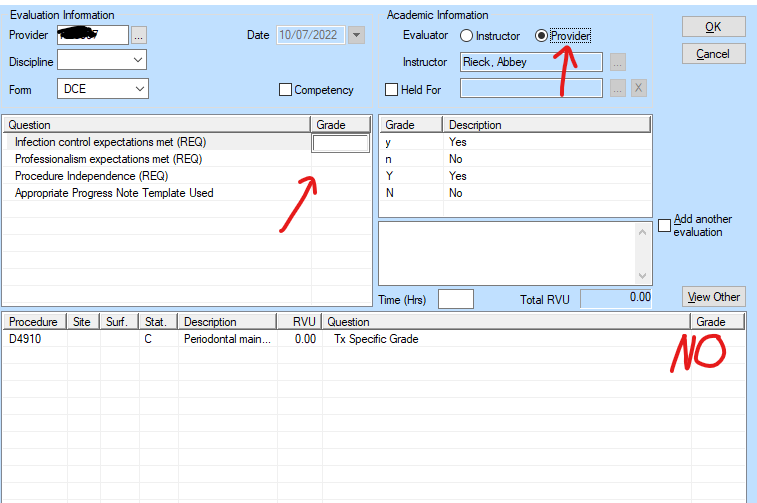 Evaluation Information
Academic Information
Provider ...
Date 10/07/2022
Evaluator Instructor Provider
OK
Discipline
Instructor Rieck, Abbey ...
Cancel
Form DCE
Competency
Held For ... X
Question Grade
Grade Description
Infection control expectations met (REQ)
y Yes
Professionalism expectations met (REQ)
n No
Procedure Independence (REQ)
Y Yes
Appropriate Progress Note Template Used
N No
Add another
evaluation
Time (Hrs)
Total RVU 0.00
View Other
Procedure Site Surf. Stat. Description RVU Question Grade
D4910 C Periodontal main... 0.00 Tx Specific Grade
NO